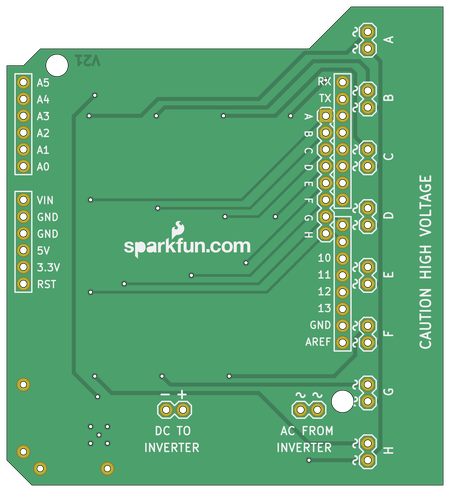 V21
A
RX
TX
A5
A4
A3
A2
A1
A0
A
B
C
D
E
F
G
H
B
C
D
E
F
G
H
VIN
GND
GND
5V
3.3V
RST
sparkfun.com
10
11
12
13
GND
AREF
CAUTION HIGH VOLTAGE
− +
DC TO
INVERTER
~ ~
AC FROM
INVERTER